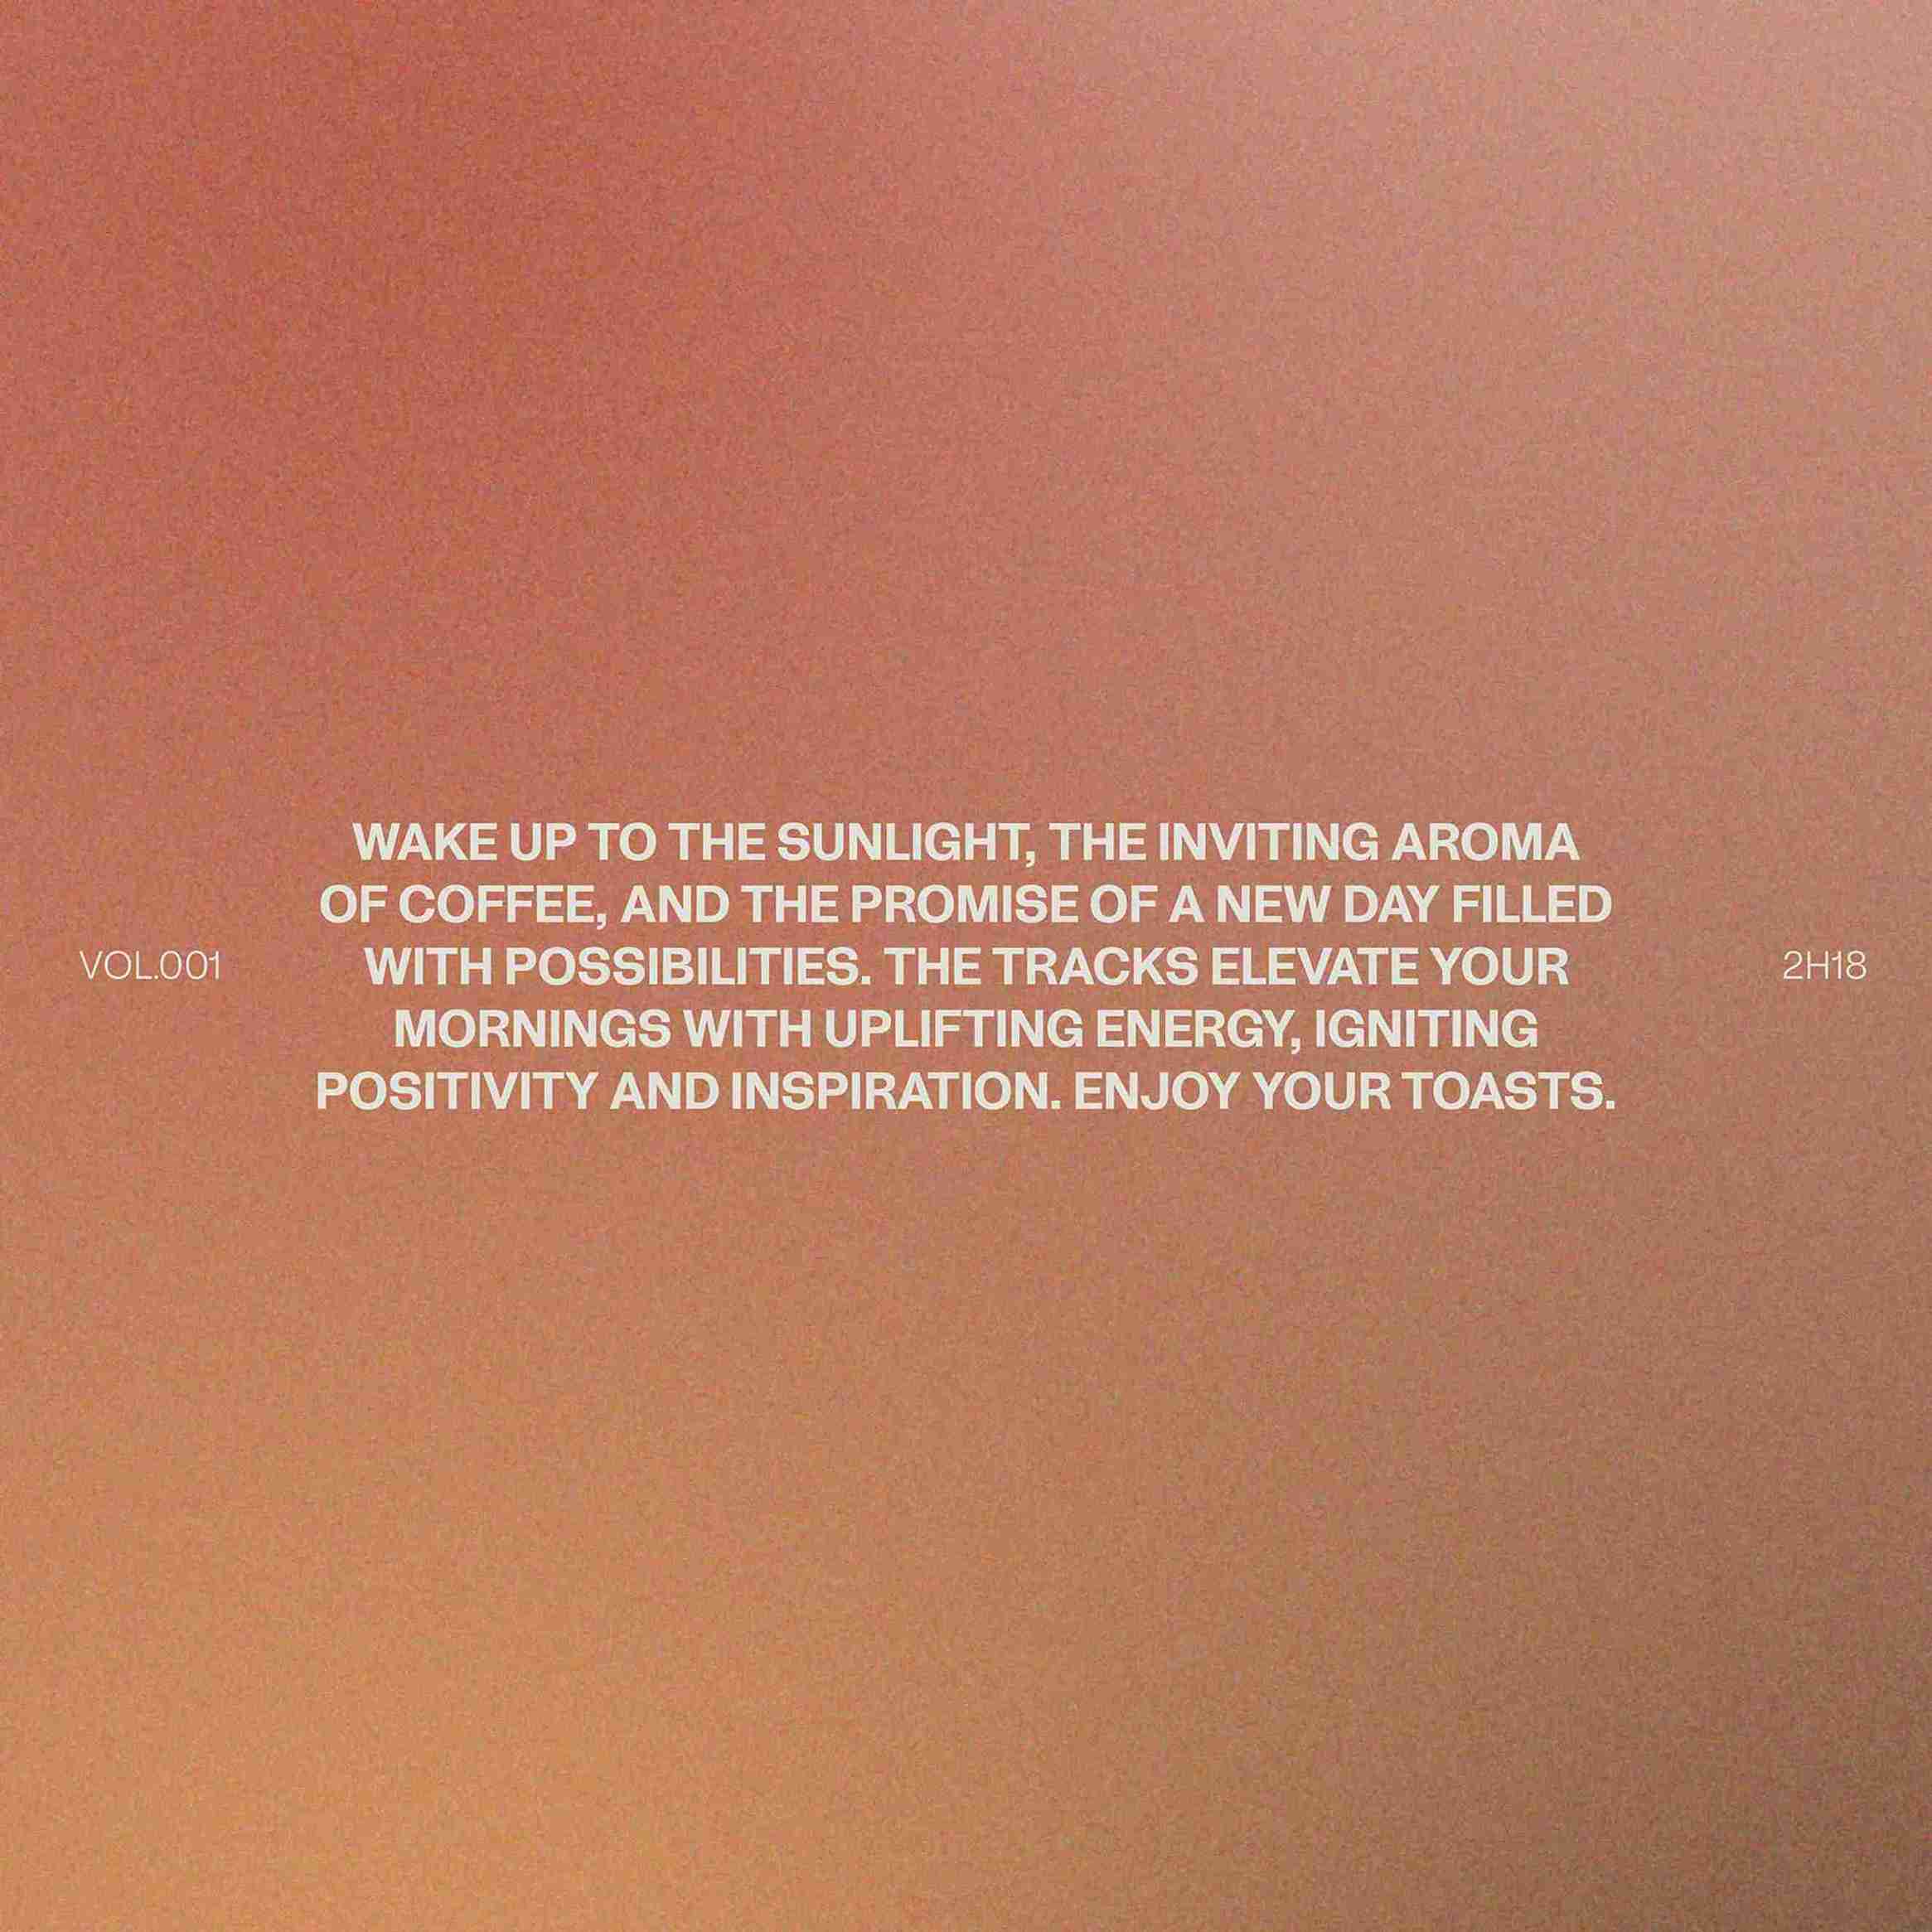 WAKE UP TO THE SUNLIGHT, THE INVITING AROMA
OF COFFEE, AND THE PROMISE OF A NEW DAY FILLED
VOL.001 WITH POSSIBILITIES. THE TRACKS ELEVATE YOUR 2H18
MORNINGS WITH UPLIFTING ENERGY, IGNITING
POSITIVITY AND INSPIRATION. ENJOY YOUR TOASTS.